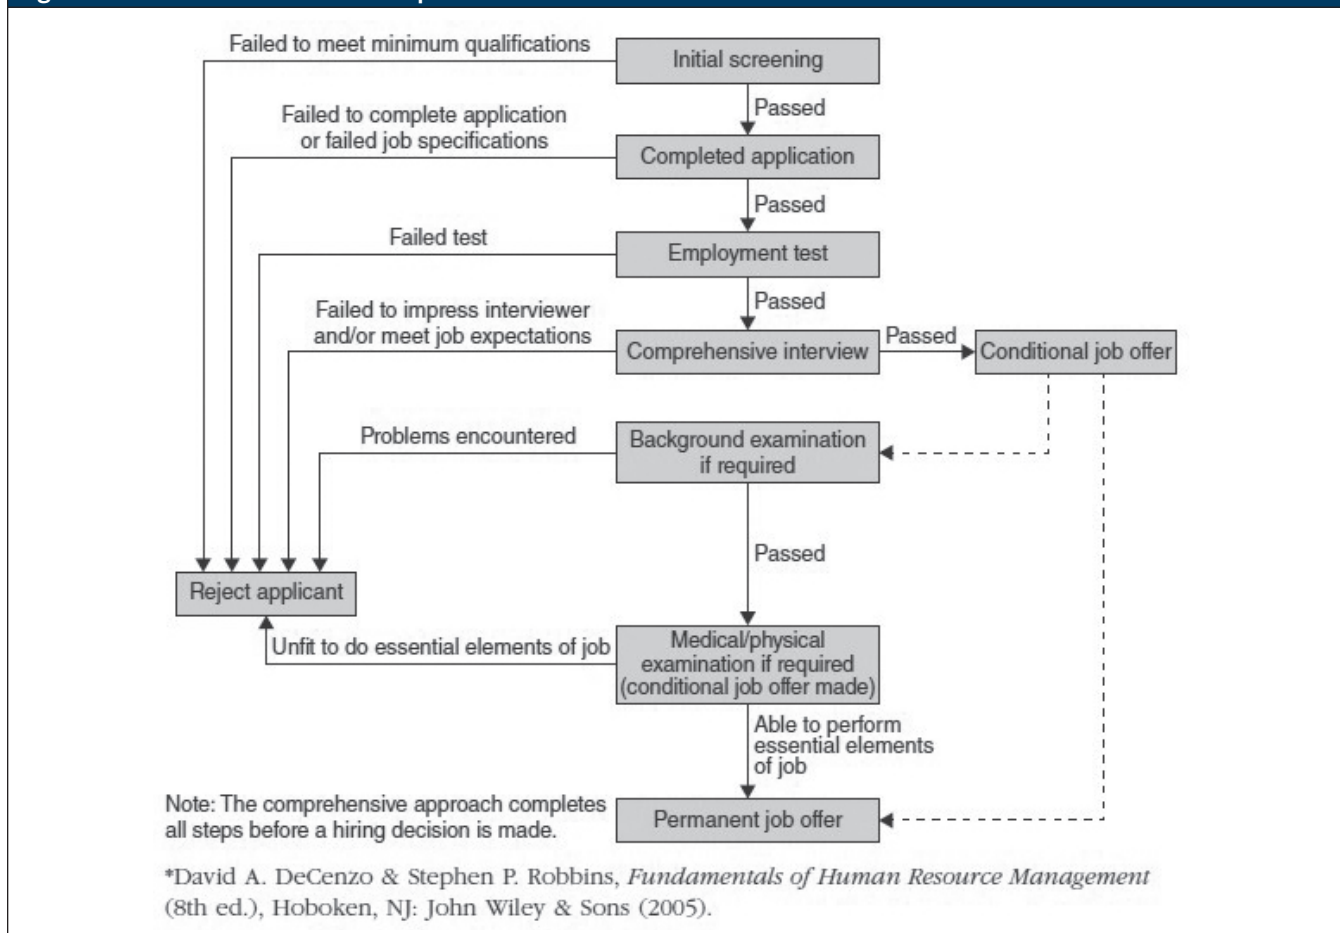 Failed to meet minimum qualifications
Initial screening
Passed
Failed to complete application
or failed job specifications
Completed application
Passed
Failed test
Employment test
Passed
Failed to impress interviewer
and/or meet job expectations
Comprehensive interview
Passed
Conditional job offer
Problems encountered
Background examination
if required
Passed
Reject applicant
Unfit to do essential elements of job
Medical/physical
examination if required
(conditional job offer made)
Able to perform
essential elements
of job
Note: The comprehensive approach completes
all steps before a hiring decision is made.
Permanent job offer
*David A. DeCenzo & Stephen P. Robbins, Fundamentals of Human Resource Management
(8th ed.), Hoboken, NJ: John Wiley & Sons (2005).